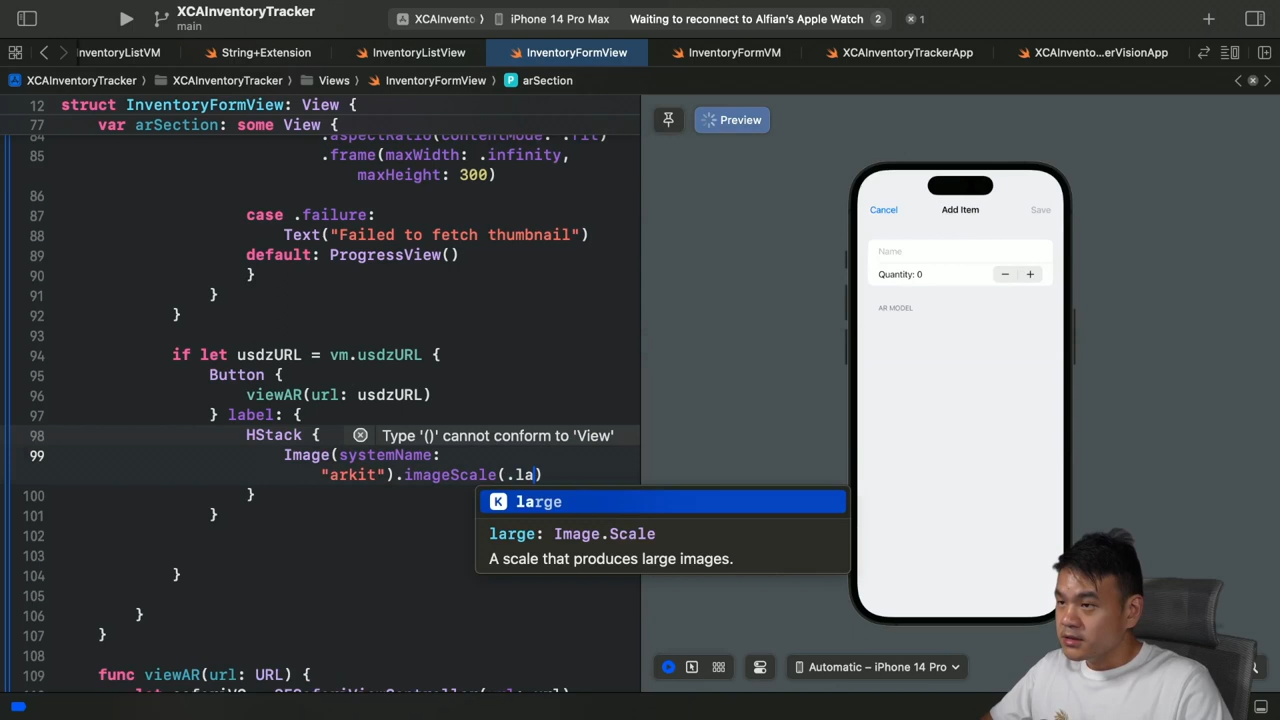 XCAInventoryTracker
main
XCAInvento
iPhone 14 Pro Max
Waiting to reconnect to Alfian's Apple Watch
2
1
nventoryListVM
String+Extension
InventoryListView
InventoryFormView
InventoryFormVM
XCAInventoryTrackerApp
XCAInvento...erVisionApp
XCAInventoryTracker
XCAInventoryTracker
Views
InventoryFormView
P
arSection
12 struct InventoryFormView: View {
77 var arSection: some View {
84 .aspectRatio(contentMode: .fit)
85 .frame(maxWidth: .infinity,
maxHeight: 300)
86
87 case .failure:
88 Text("Failed to fetch thumbnail")
89 default: ProgressView()
90 }
91 }
92 }
93
94 if let usdzURL = vm.usdzURL {
95 Button {
96 viewAR(url: usdzURL)
97 } label: {
98 HStack {
Type '()' cannot conform to 'View'
99 Image(systemName:
"arkit").imageScale(.la)
100 }
101 }
102
103
104 }
105
106 }
107 }
108
109 func viewAR(url: URL) {
K large
large: Image.Scale
A scale that produces large images.
Preview
Cancel
Add Item
Save
Name
Quantity: 0
AR MODEL
Automatic – iPhone 14 Pro